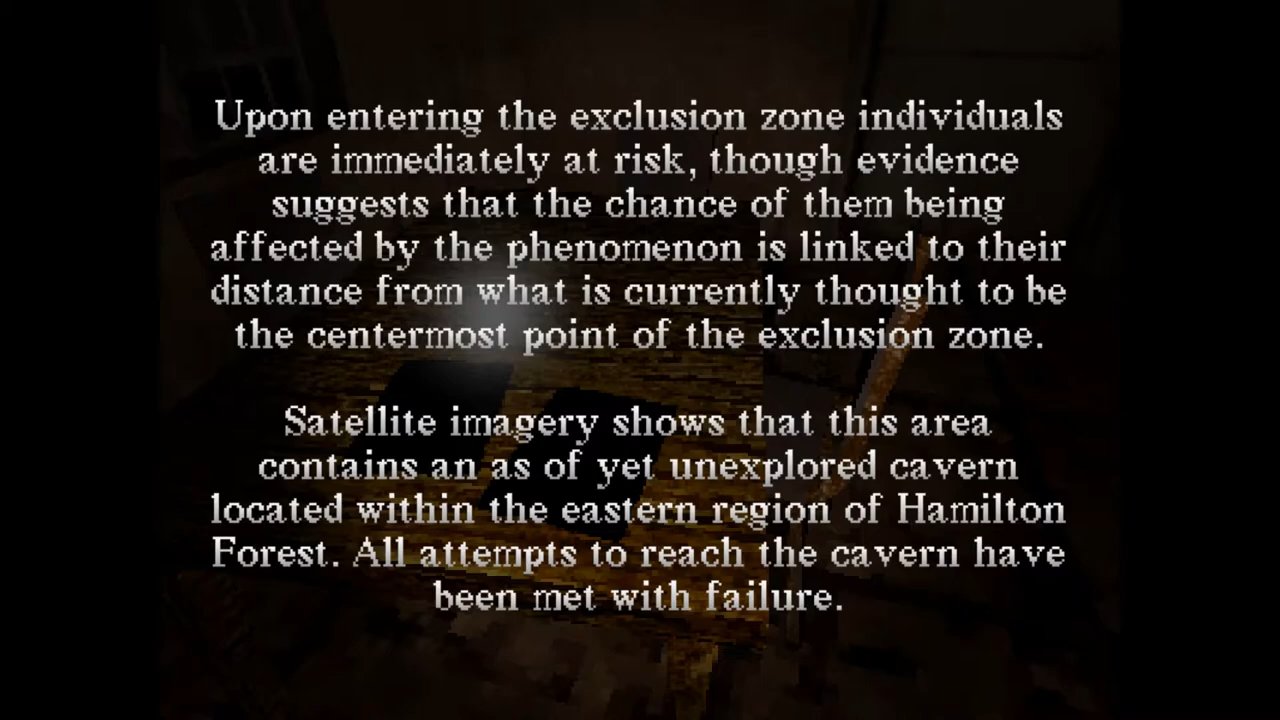 Upon entering the exclusion zone individuals
are immediately at risk, though evidence
suggests that the chance of them being
affected by the phenomenon is linked to their
distance from what is currently thought to be
the centermost point of the exclusion zone.
Satellite imagery shows that this area
contains an as of yet unexplored cavern
located within the eastern region of Hamilton
Forest. All attempts to reach the cavern have
been met with failure.